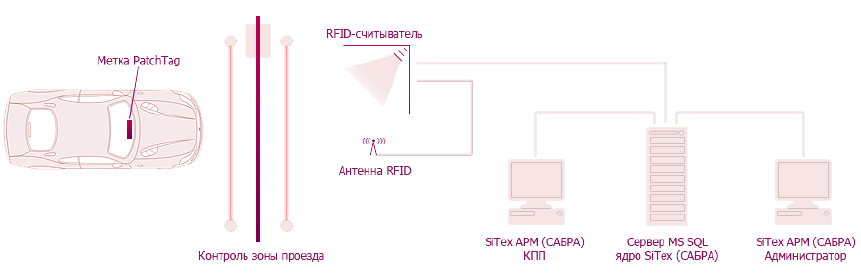 RFID-считыватель
Метка PatchTag
Антенна RFID
Контроль зоны проезда
SiTex АРМ (САБРА)
КПП
Сервер MS SQL
ядро SiTex (САБРА)
SiTex АРМ (САБРА)
Администратор